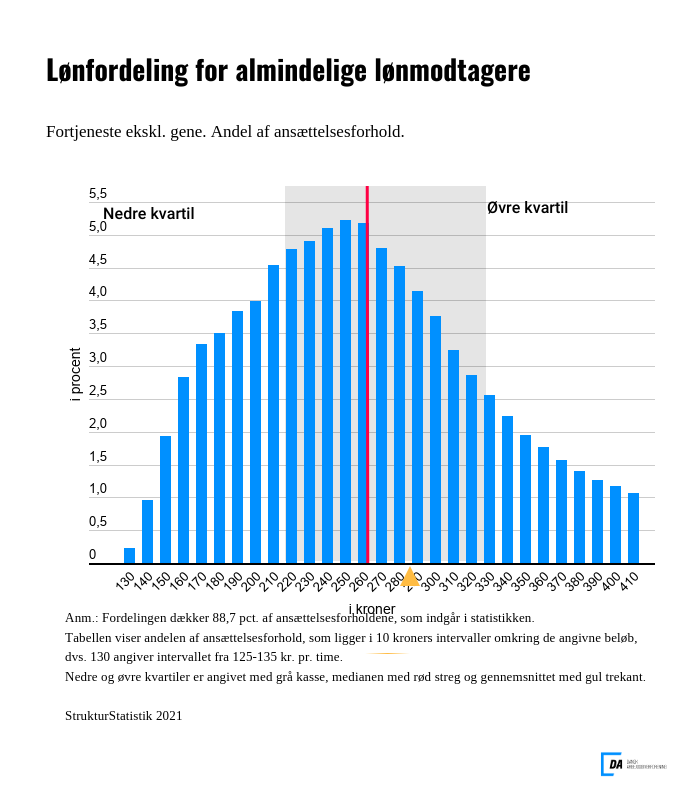 Lønfordeling for almindelige lønmodtagere
Fortjeneste ekskl. gene. Andel af ansættelsesforhold.
5,5
Nedre kvartil
Øvre kvartil
5,0
4,5
4,0
3,5
3,0
2,5
2,0
1,5
1,0
0,5
0
i procent
130 140 150 160 170 180 190 200 210 220 230 240 250 260 270 280 290 300 310 320 330 340 350 360 370 380 390 400 410
i kroner
Anm.: Fordelingen dækker 88,7 pct. af ansættelsesforholdene, som indgår i statistikken.
Tabellen viser andelen af ansættelsesforhold, som ligger i 10 kroners intervaller omkring de angivne beløb,
dvs. 130 angiver intervallet fra 125-135 kr. pr. time.
Nedre og øvre kvartiler er angivet med grå kasse, medianen med rød streg og gennemsnittet med gul trekant.
StrukturStatistik 2021
DA